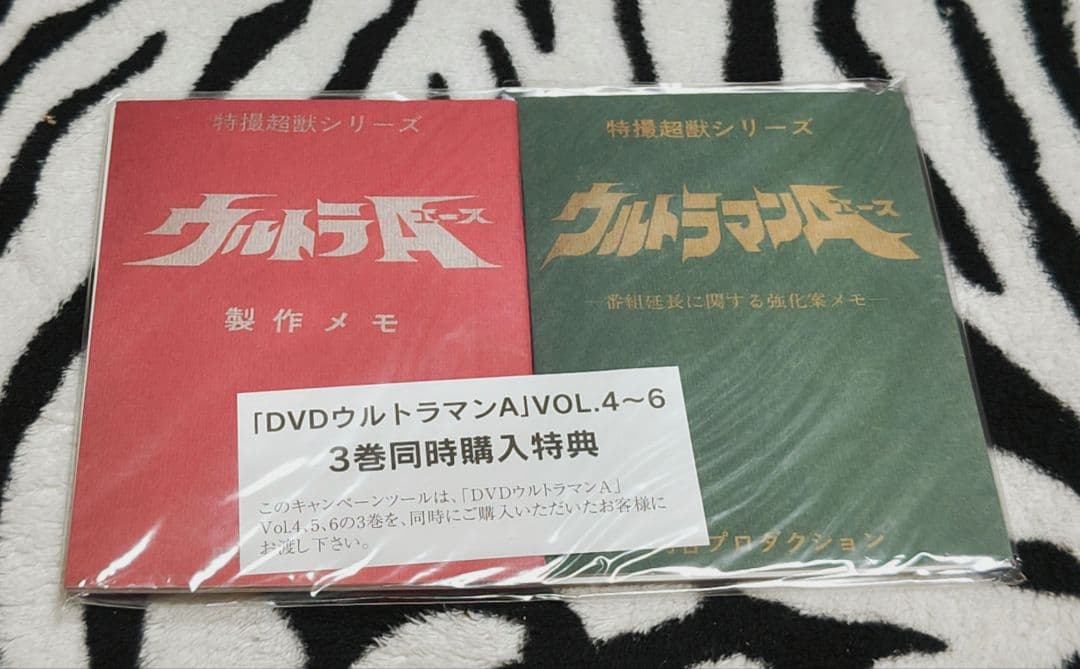 特撮超獣シリーズ
ウルトラA
エース
製作メモ
特撮超獣シリーズ
ウルトラマンA
エース
―番組延長に関する強化案メモ―
プロダクション
「DVDウルトラマンA」VOL.4～6
3巻同時購入特典
このキャンペーンツールは、「DVDウルトラマンA」
Vol.4、5、6の3巻を、同時にご購入いただいたお客様に
お渡し下さい。